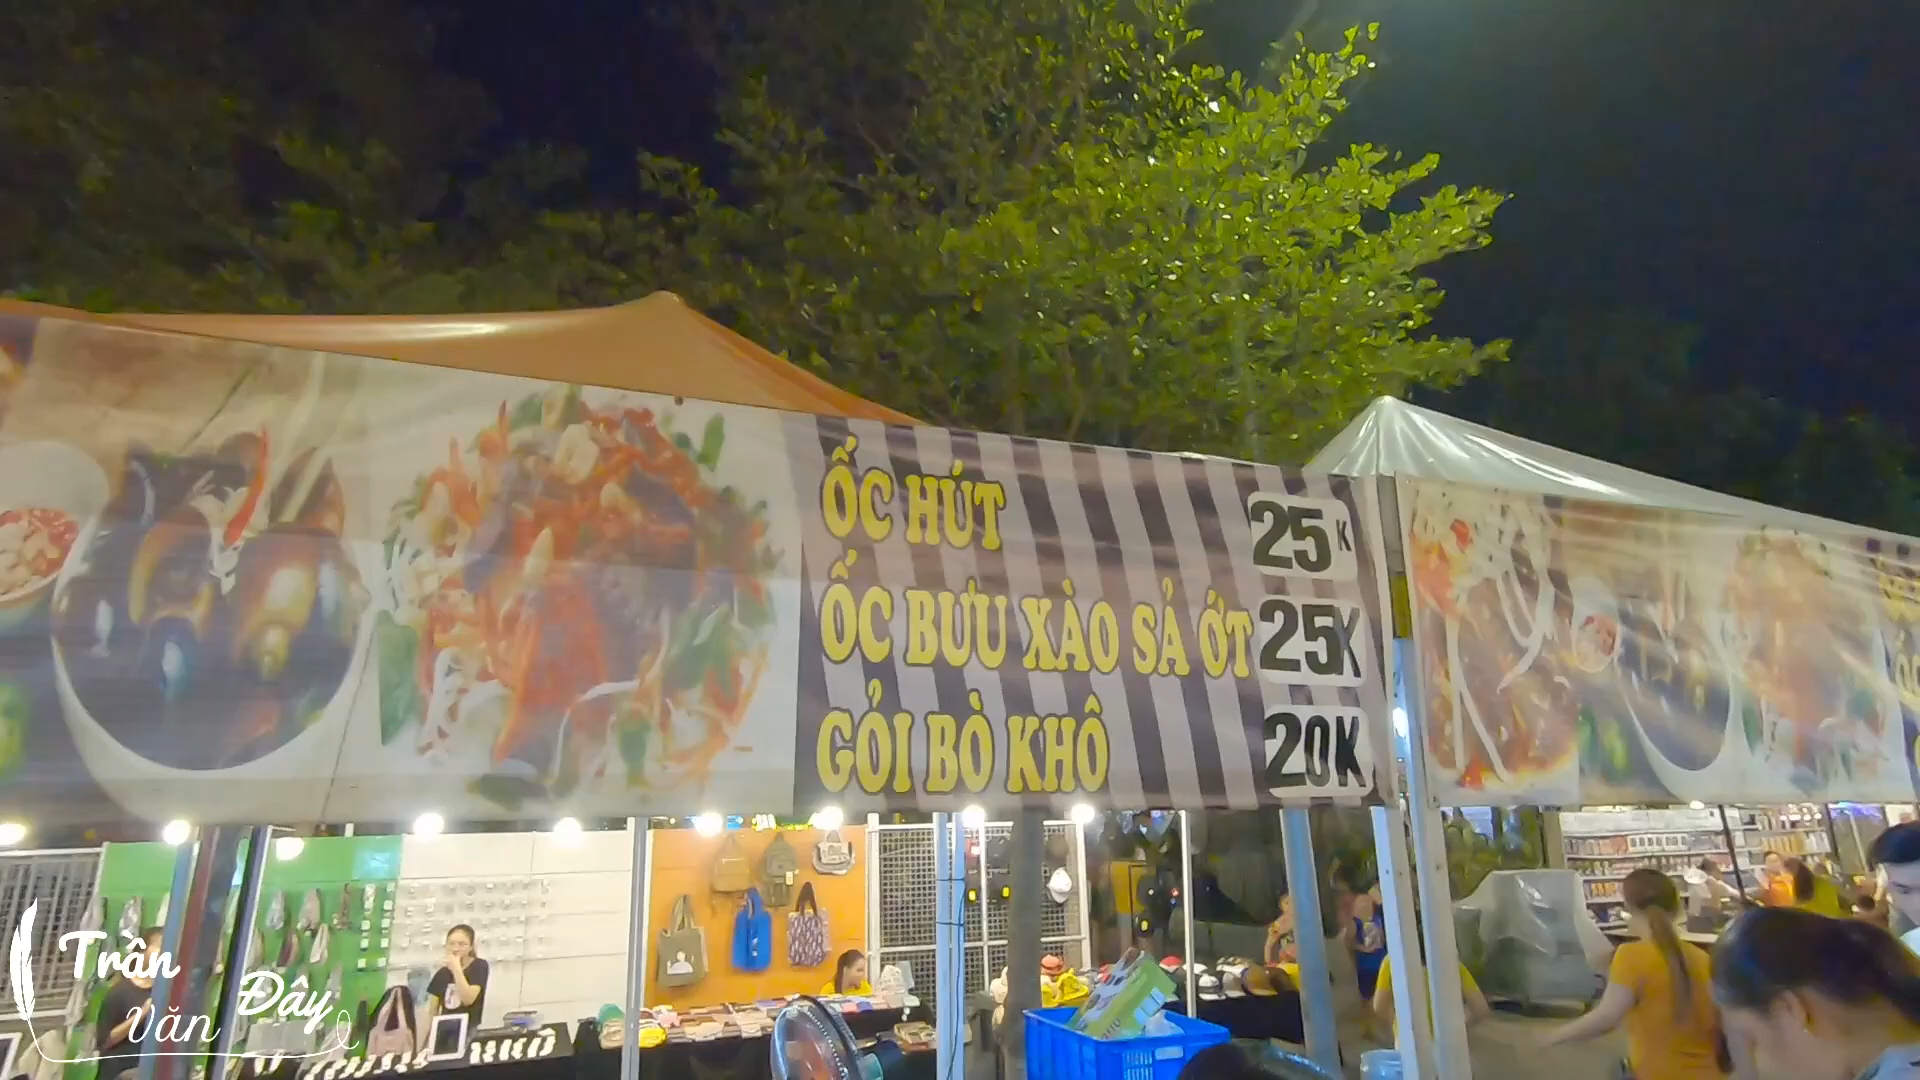 ỐC HÚT 25K
ỐC BƯU XÀO SẢ ỚT 25K
GỎI BÒ KHÔ 20K
Trần
Văn Đây